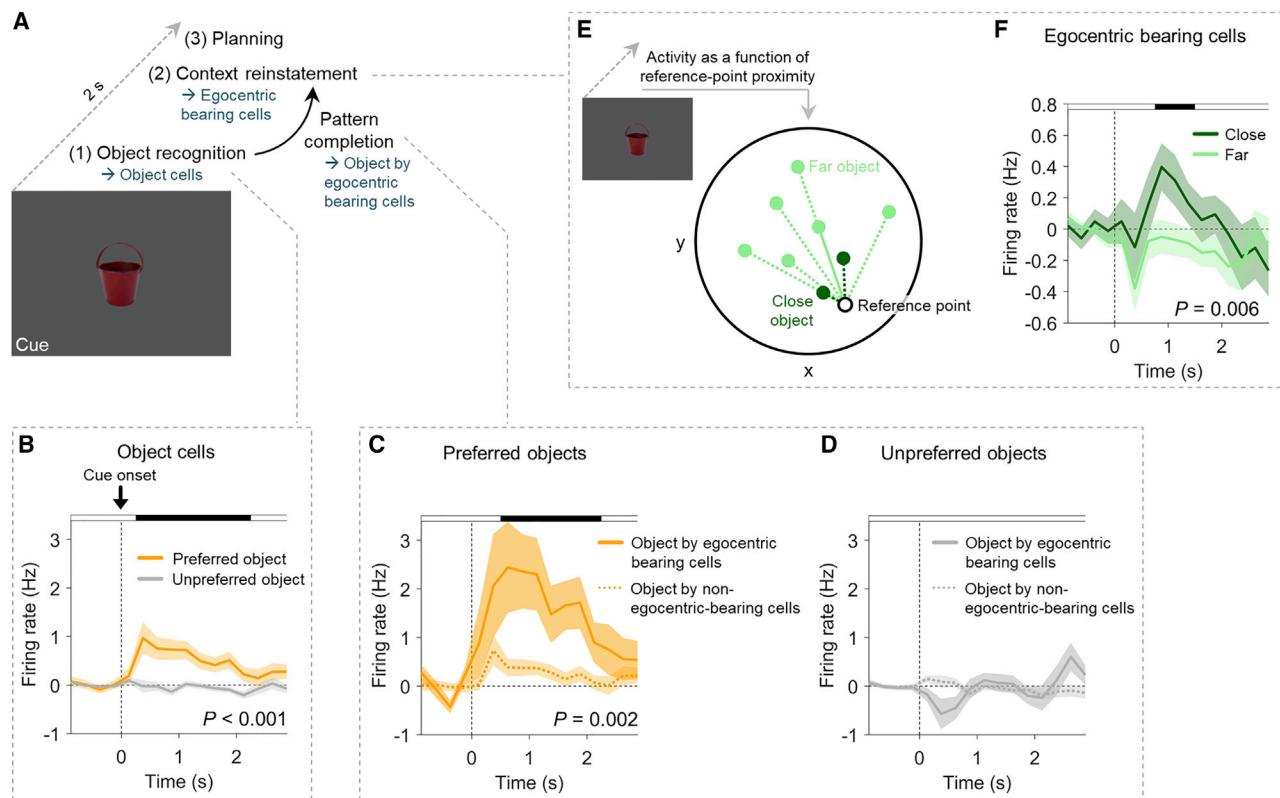 A
(3) Planning
(2) Context reinstatement
→ Egocentric
bearing cells
2 s
Pattern
completion
→ Object by
egocentric
bearing cells
(1) Object recognition
→ Object cells
Cue
E
Activity as a function of
reference-point proximity
Far object
y
Close
object
Reference point
x
F
Egocentric bearing cells
0.8
0.6
0.4
0.2
0
-0.2
-0.4
-0.6
Firing rate (Hz)
Close
Far
P = 0.006
0 1 2
Time (s)
B
Object cells
Cue onset
3
2
1
0
-1
Firing rate (Hz)
Preferred object
Unpreferred object
P < 0.001
0 1 2
Time (s)
C
Preferred objects
3
2
1
0
-1
Firing rate (Hz)
Object by egocentric
bearing cells
Object by non-
egocentric-bearing cells
P = 0.002
0 1 2
Time (s)
D
Unpreferred objects
3
2
1
0
-1
Firing rate (Hz)
Object by egocentric
bearing cells
Object by non-
egocentric-bearing cells
0 1 2
Time (s)